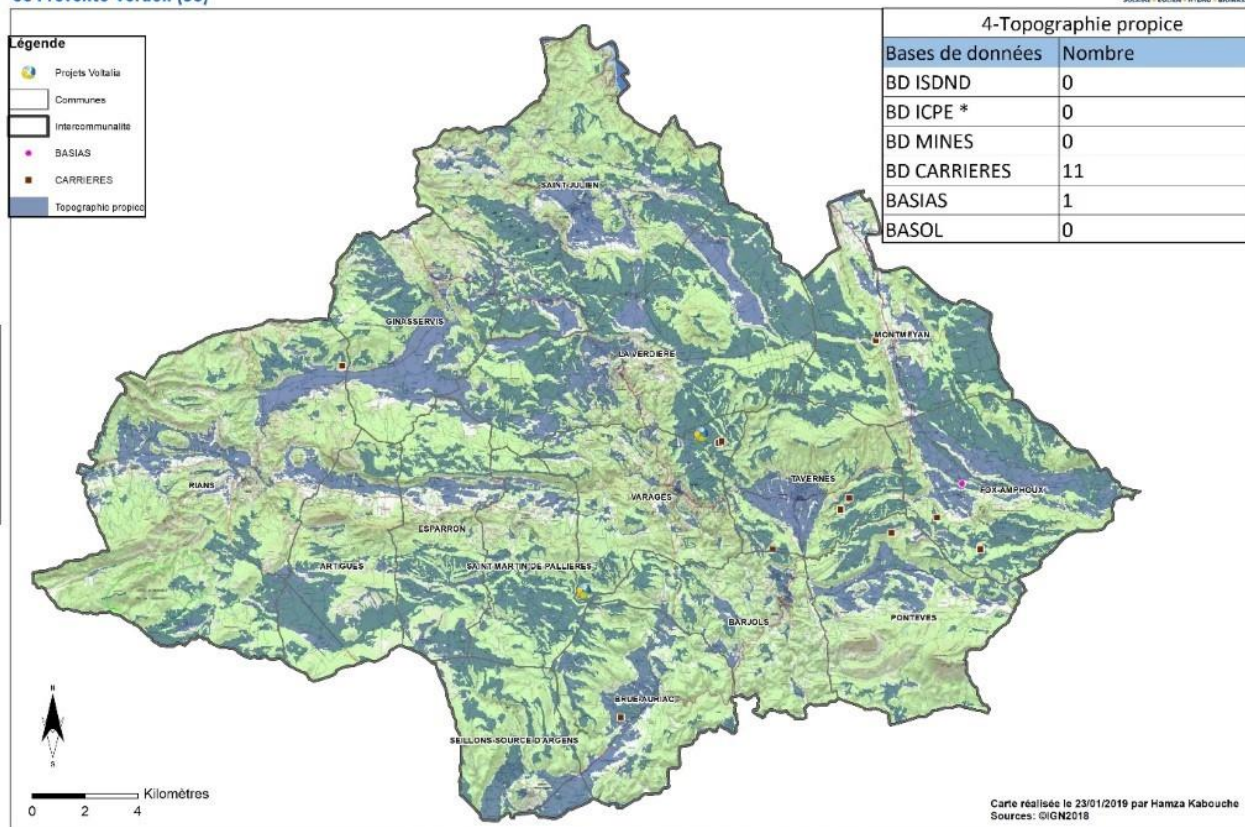 4-Topographie propice
Bases de données Nombre
BD ISDND 0
BD ICPE * 0
BD MINES 0
BD CARRIERES 11
BASIAS 1
BASOL 0
Légende
Projets Voltalia
Communes
Intercommunalité
BASIAS
CARRIERES
Topographie propice
SAINT-JULIEN
GINASSERVIS
MONTMEYAN
LA VERDIERE
RIANS
TAVERNES
FOX-AMPHOUX
VARAGES
ESPARRON
ARTIGUES
SAINT-MARTIN-DE-PALLIERES
BARJOLS
PONTEVES
BRUE-AURIAC
SEILLONS-SOURCE-D'ARGENS
N
S
Kilomètres
0 2 4
Carte réalisée le 23/01/2019 par Hamza Kabouche
Sources: ©IGN2018